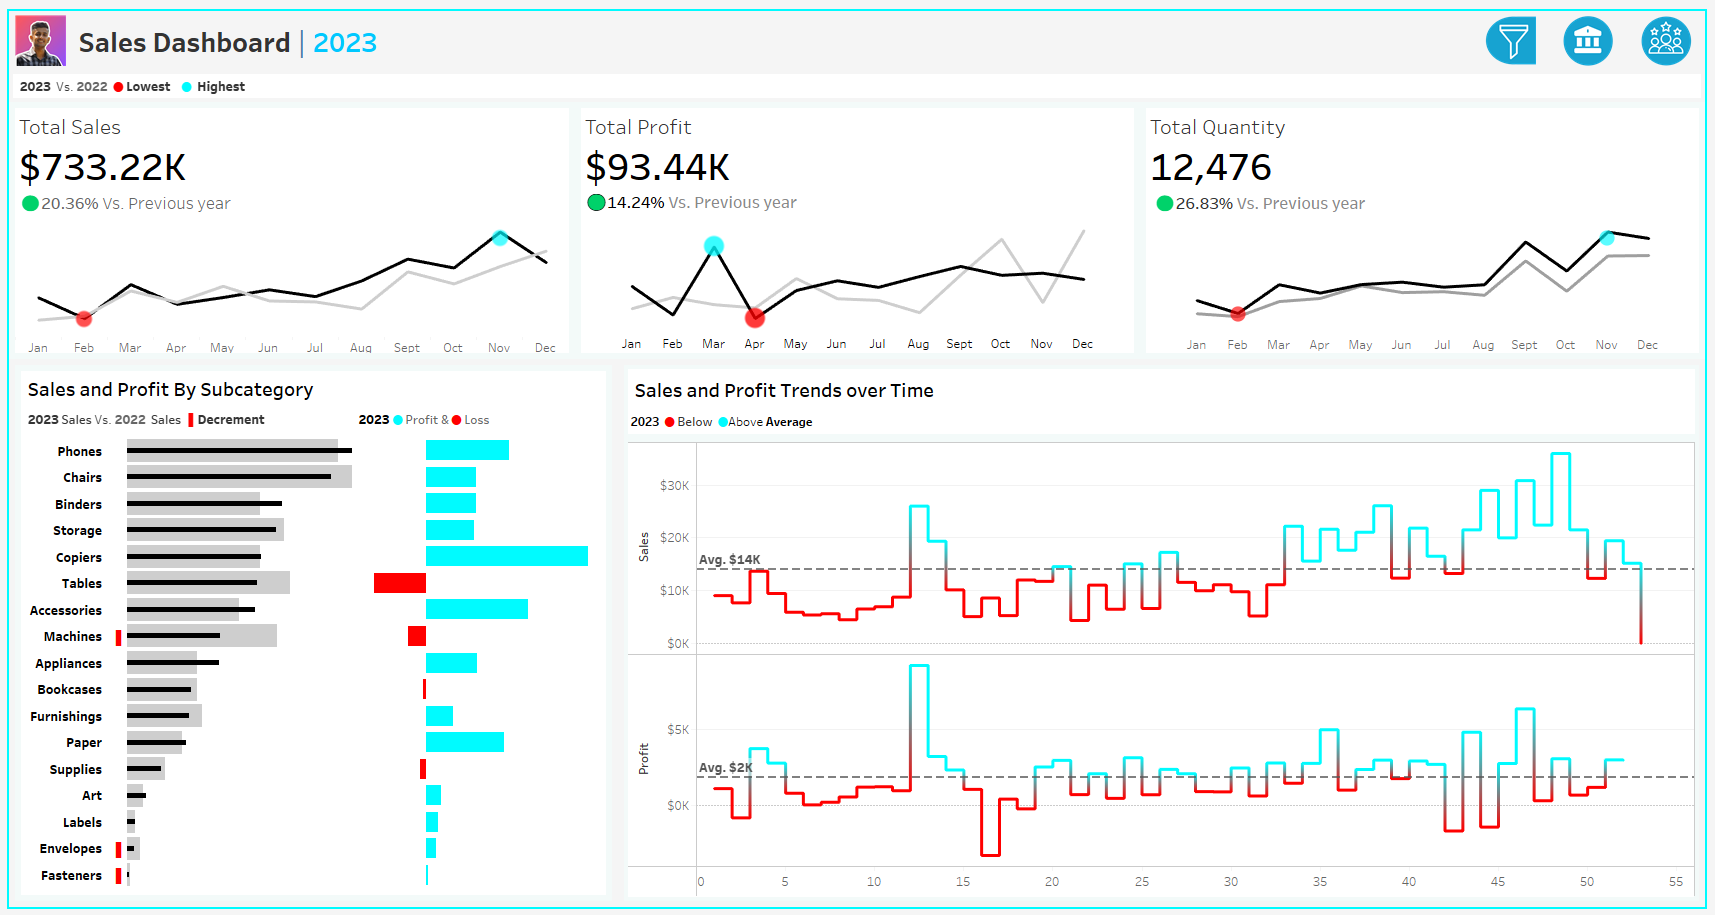 Sales Dashboard | 2023
2023 Vs. 2022 Lowest Highest
Total Sales
$733.22K
20.36% Vs. Previous year
Jan Feb Mar Apr May Jun Jul Aug Sept Oct Nov Dec
Total Profit
$93.44K
14.24% Vs. Previous year
Jan Feb Mar Apr May Jun Jul Aug Sept Oct Nov Dec
Total Quantity
12,476
26.83% Vs. Previous year
Jan Feb Mar Apr May Jun Jul Aug Sept Oct Nov Dec
Sales and Profit By Subcategory
2023 Sales Vs. 2022 Sales Decrement
2023 Profit & Loss
Phones
Chairs
Binders
Storage
Copiers
Tables
Accessories
Machines
Appliances
Bookcases
Furnishings
Paper
Supplies
Art
Labels
Envelopes
Fasteners
Sales and Profit Trends over Time
2023 Below Above Average
Sales
$30K
$20K
Avg. $14K
$10K
$0K
Profit
$5K
Avg. $2K
$0K
0 5 10 15 20 25 30 35 40 45 50 55